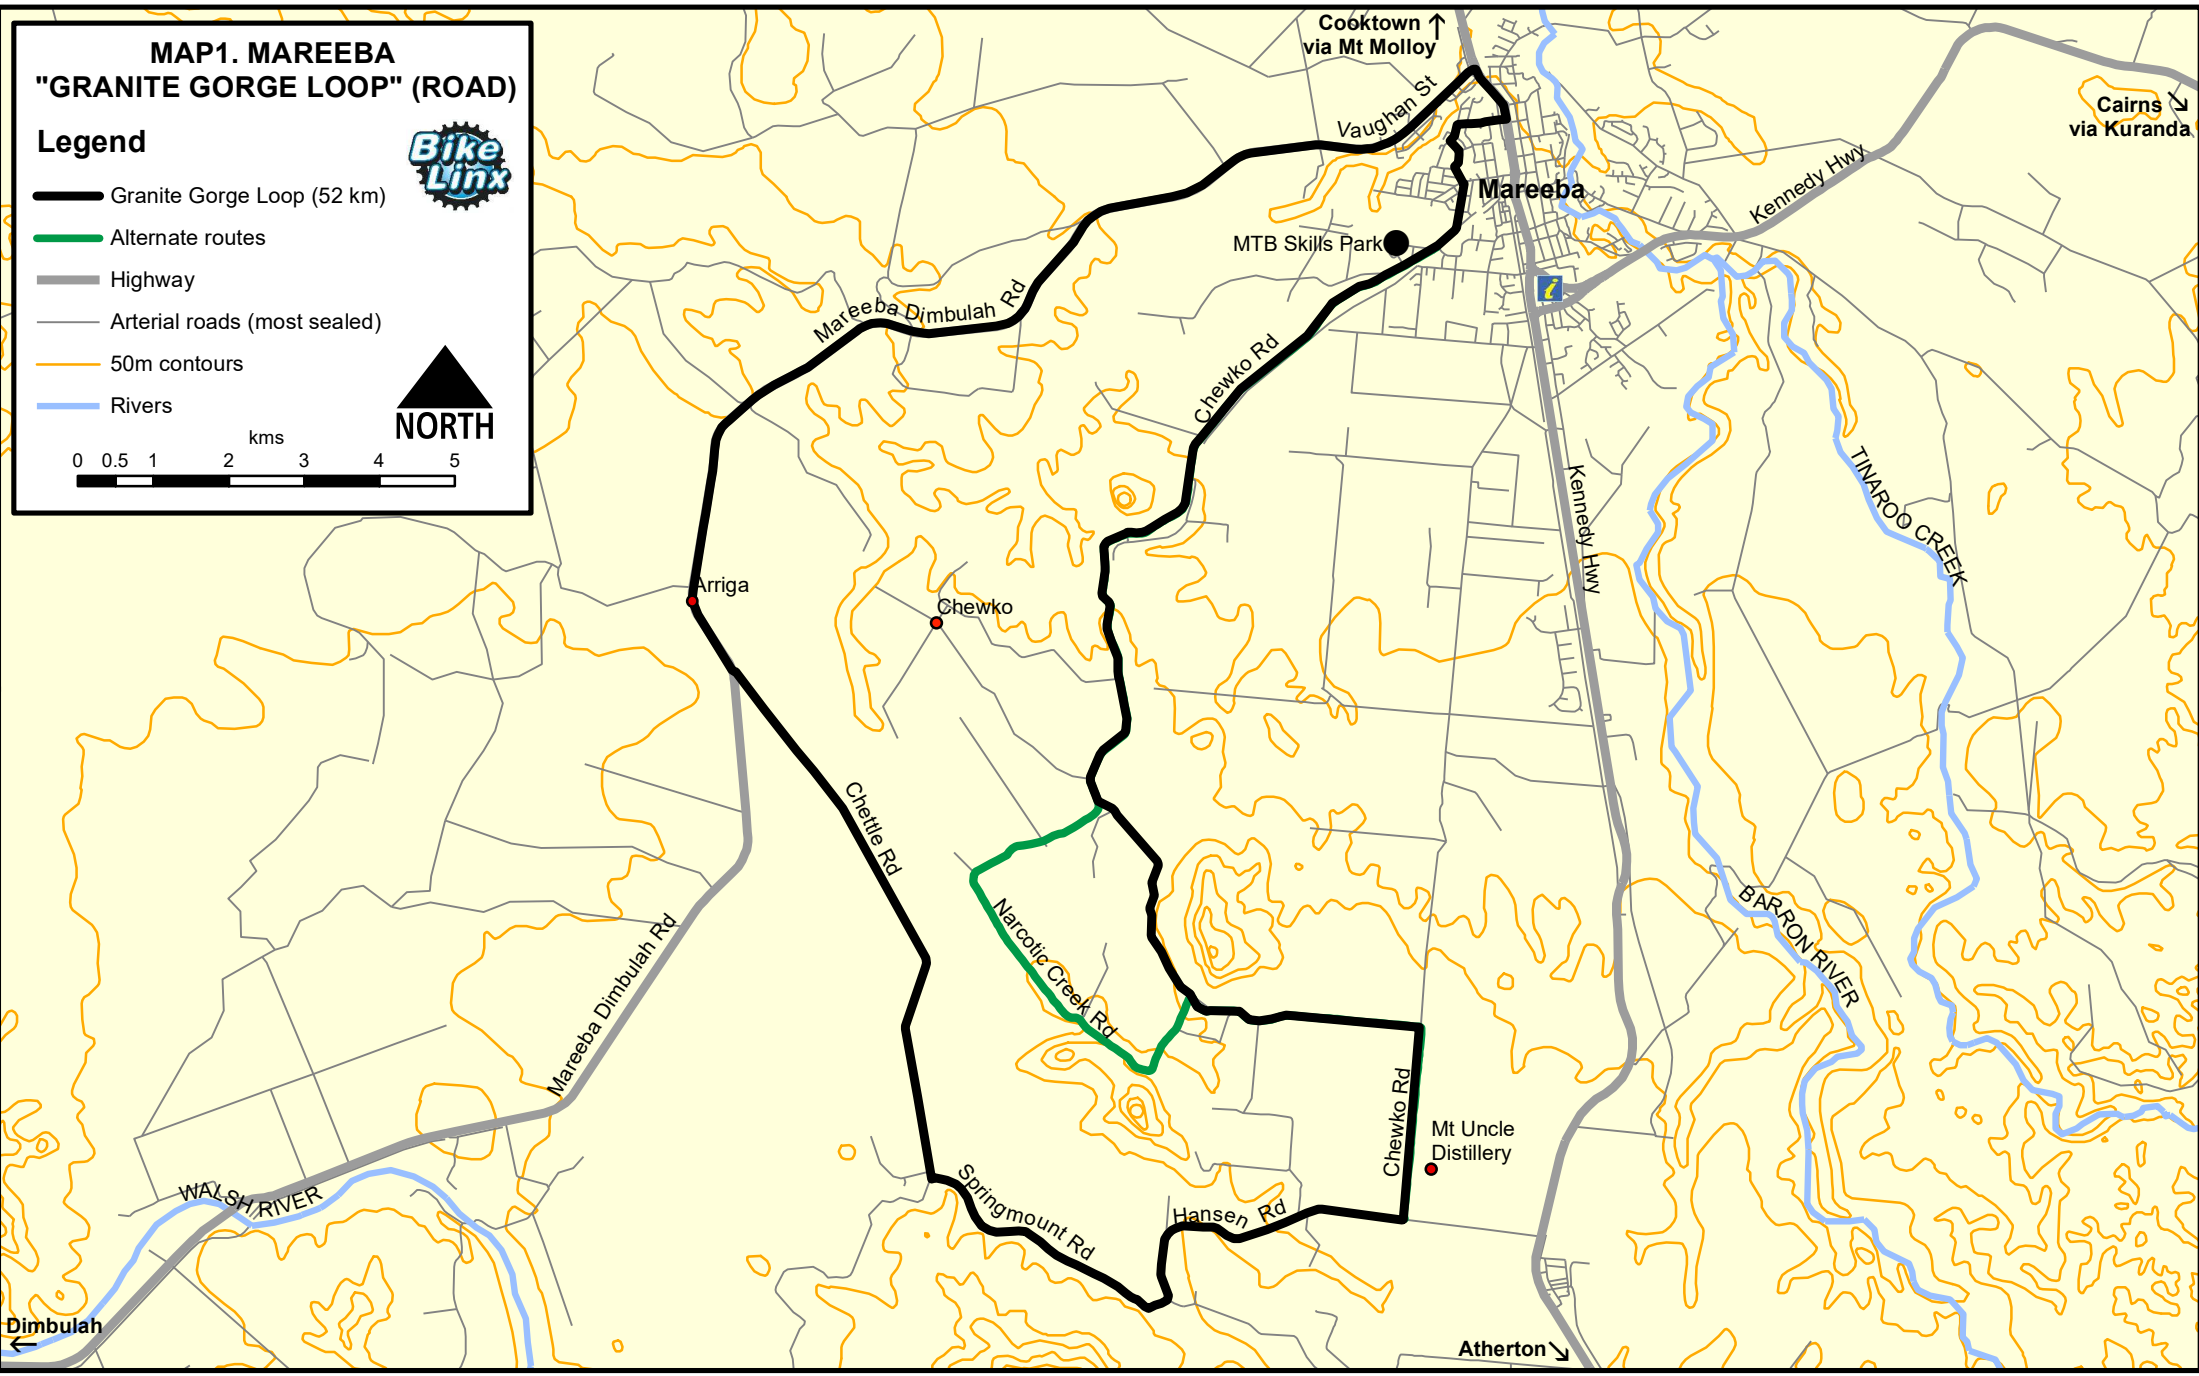 MAP1. MAREEBA
"GRANITE GORGE LOOP" (ROAD)
Legend
Bike
Linx
Granite Gorge Loop (52 km)
Alternate routes
Highway
Arterial roads (most sealed)
50m contours
Rivers
NORTH
kms
0 0.5 1 2 3 4 5
Cooktown
via Mt Molloy
Cairns
via Kuranda
Vaughan St
Kennedy Hwy
Mareeba
MTB Skills Park
i
Mareeba Dimbulah Rd
Chewko Rd
Kennedy Hwy
TINAROO CREEK
Arriga
Chewko
Chettle Rd
Narcotic Creek Rd
BARRON RIVER
Mareeba Dimbulah Rd
Chewko Rd
Mt Uncle
Distillery
WALSH RIVER
Springmount Rd
Hansen Rd
Dimbulah
Atherton